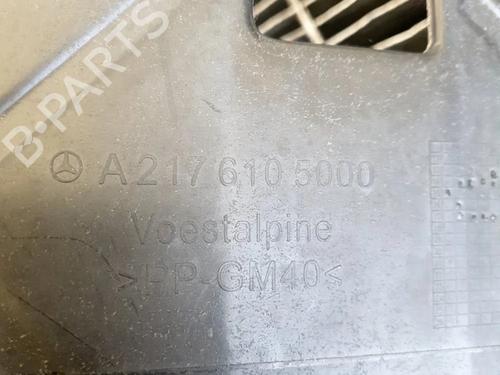 B-PARTS
A 217 610 5000
Voestalpine
>PP-GM40<